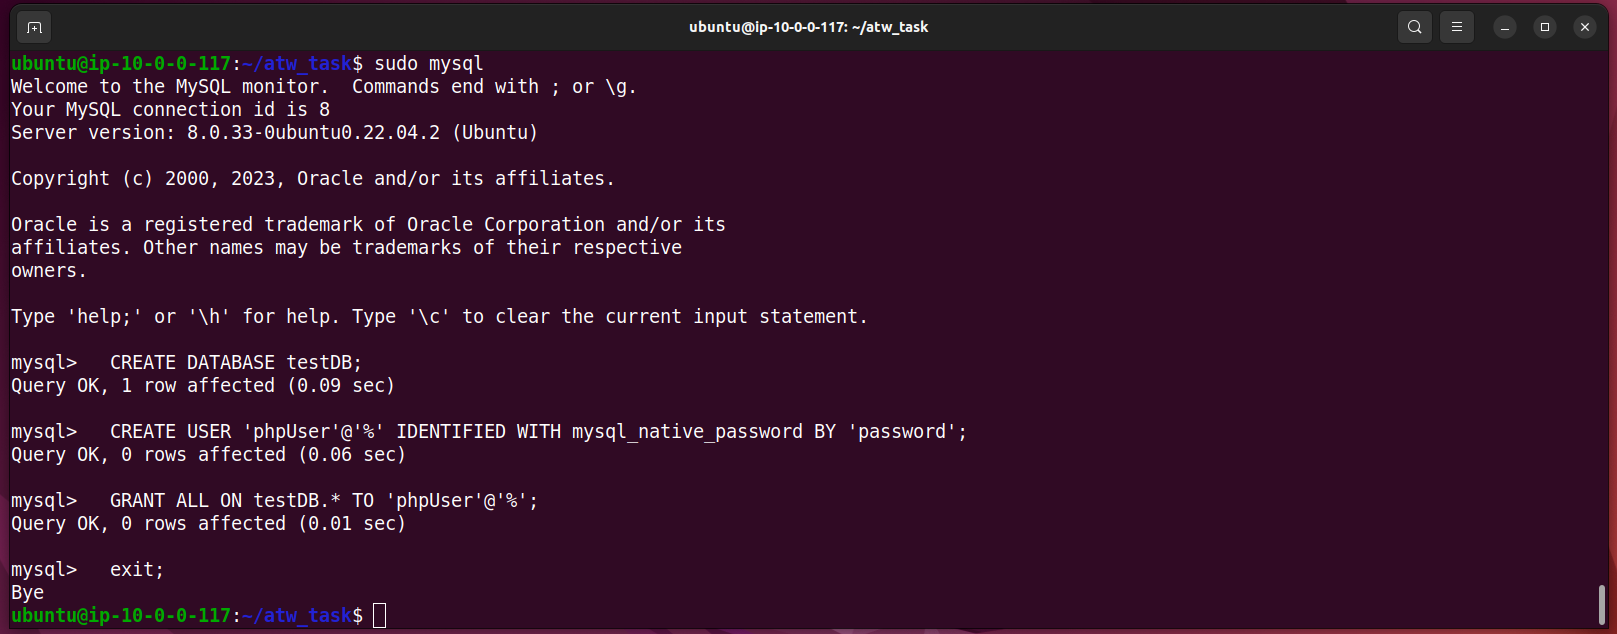 ubuntu@ip-10-0-0-117: ~/atw_task
ubuntu@ip-10-0-0-117:~/atw_task$ sudo mysql
Welcome to the MySQL monitor.  Commands end with ; or \g.
Your MySQL connection id is 8
Server version: 8.0.33-0ubuntu0.22.04.2 (Ubuntu)
Copyright (c) 2000, 2023, Oracle and/or its affiliates.
Oracle is a registered trademark of Oracle Corporation and/or its
affiliates. Other names may be trademarks of their respective
owners.
Type 'help;' or '\h' for help. Type '\c' to clear the current input statement.
mysql>   CREATE DATABASE testDB;
Query OK, 1 row affected (0.09 sec)
mysql>   CREATE USER 'phpUser'@'%' IDENTIFIED WITH mysql_native_password BY 'password';
Query OK, 0 rows affected (0.06 sec)
mysql>   GRANT ALL ON testDB.* TO 'phpUser'@'%';
Query OK, 0 rows affected (0.01 sec)
mysql>   exit;
Bye
ubuntu@ip-10-0-0-117:~/atw_task$